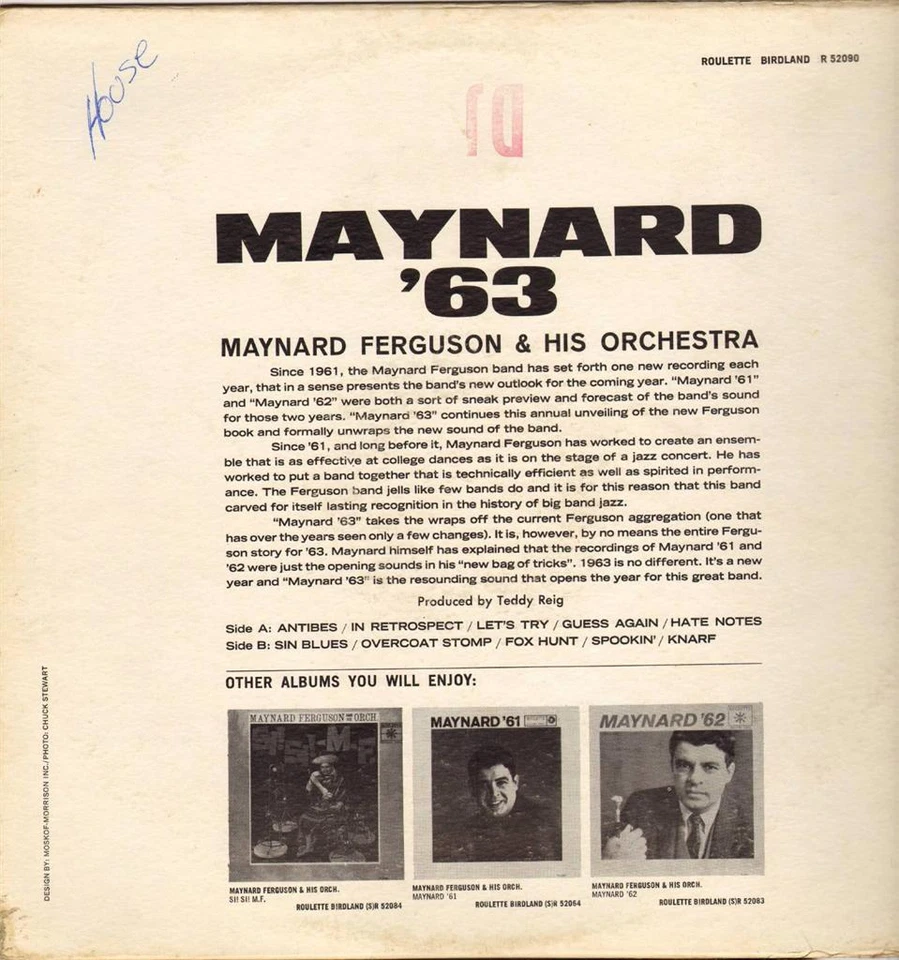 House
ROULETTE BIRDLAND R 52090
DJ
MAYNARD
'63
MAYNARD FERGUSON & HIS ORCHESTRA
Since 1961, the Maynard Ferguson band has set forth one new recording each
year, that in a sense presents the band's new outlook for the coming year. "Maynard '61"
and "Maynard '62" were both a sort of sneak preview and forecast of the band's sound
for those two years. "Maynard '63" continues this annual unveiling of the new Ferguson
book and formally unwraps the new sound of the band.
Since '61, and long before it, Maynard Ferguson has worked to create an ensem-
ble that is as effective at college dances as it is on the stage of a jazz concert. He has
worked to put a band together that is technically efficient as well as spirited in perform-
ance. The Ferguson band jells like few bands do and it is for this reason that this band
carved for itself lasting recognition in the history of big band jazz.
"Maynard '63" takes the wraps off the current Ferguson aggregation (one that
has over the years seen only a few changes). It is, however, by no means the entire Fergu-
son story for '63. Maynard himself has explained that the recordings of Maynard '61 and
'62 were just the opening sounds in his "new bag of tricks". 1963 is no different. It's a new
year and "Maynard '63" is the resounding sound that opens the year for this great band.
Produced by Teddy Reig
Side A: ANTIBES / IN RETROSPECT / LET'S TRY / GUESS AGAIN / HATE NOTES
Side B: SIN BLUES / OVERCOAT STOMP / FOX HUNT / SPOOKIN' / KNARF
OTHER ALBUMS YOU WILL ENJOY:
MAYNARD FERGUSON AND HIS ORCH.
SI! SI! - M.F.
MAYNARD '61
MAYNARD '62
MAYNARD FERGUSON & HIS ORCH.
SI! SI! M.F.
ROULETTE BIRDLAND (S)R 52084
MAYNARD FERGUSON & HIS ORCH.
MAYNARD '61
ROULETTE BIRDLAND (S)R 52064
MAYNARD FERGUSON & HIS ORCH.
MAYNARD '62
ROULETTE BIRDLAND (S)R 52083
DESIGN BY: MOSKOF-MORRISON INC./PHOTO: CHUCK STEWART